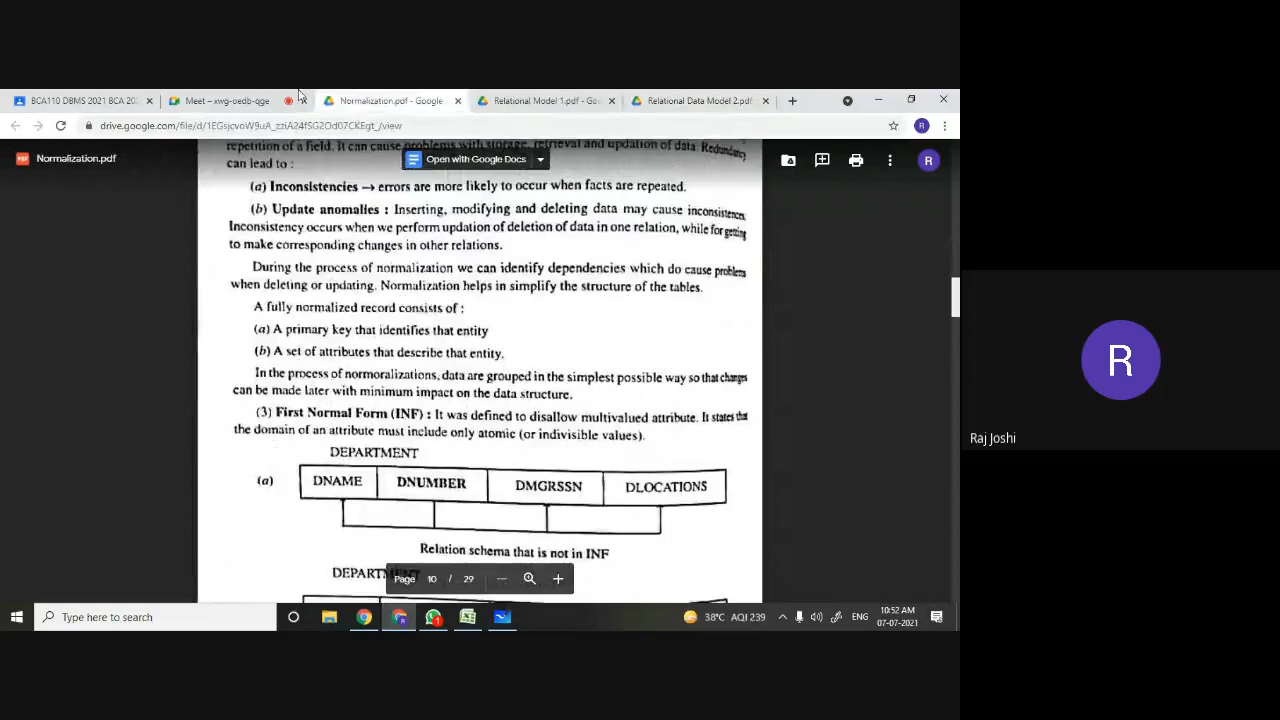 BCA110 DBMS 2021 BCA 202
Meet – xwg-oedb-qge
Normalization.pdf - Google
Relational Model 1.pdf - Go
Relational Data Model 2.pdf
drive.google.com/file/d/1EGsjcvoW9uA_zziA24fSG2Od07CKEgt_/view
R
Normalization.pdf
Open with Google Docs
R
repetition of a field. It can cause problems with storage, retrieval and updation of data. Redundancy
can lead to :
(a) Inconsistencies → errors are more likely to occur when facts are repeated.
(b) Update anomalies : Inserting, modifying and deleting data may cause inconsistences.
Inconsistency occurs when we perform updation of deletion of data in one relation, while for getting
to make corresponding changes in other relations.
During the process of normalization we can identify dependencies which do cause problems
when deleting or updating. Normalization helps in simplify the structure of the tables.
A fully normalized record consists of :
(a) A primary key that identifies that entity
(b) A set of attributes that describe that entity.
In the process of normoralizations, data are grouped in the simplest possible way so that changes
can be made later with minimum impact on the data structure.
(3) First Normal Form (INF) : It was defined to disallow multivalued attribute. It states that
the domain of an attribute must include only atomic (or indivisible values).
DEPARTMENT
(a) DNAME DNUMBER DMGRSSN DLOCATIONS
Relation schema that is not in INF
DEPARTMENT
Page 10 / 29
Type here to search
1
38°C AQI 239
ENG
10:52 AM
07-07-2021
R
Raj Joshi